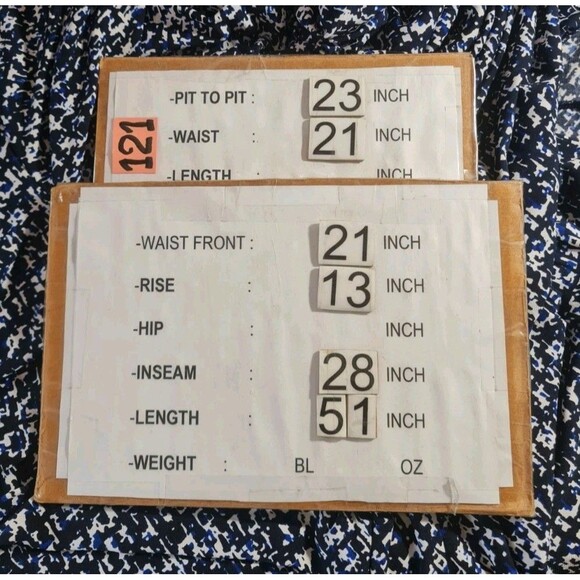 -PIT TO PIT : 23 INCH
121
-WAIST : 21 INCH
-LENGTH INCH
-WAIST FRONT : 21 INCH
-RISE : 13 INCH
-HIP : INCH
-INSEAM : 28 INCH
-LENGTH : 51 INCH
-WEIGHT : BL OZ